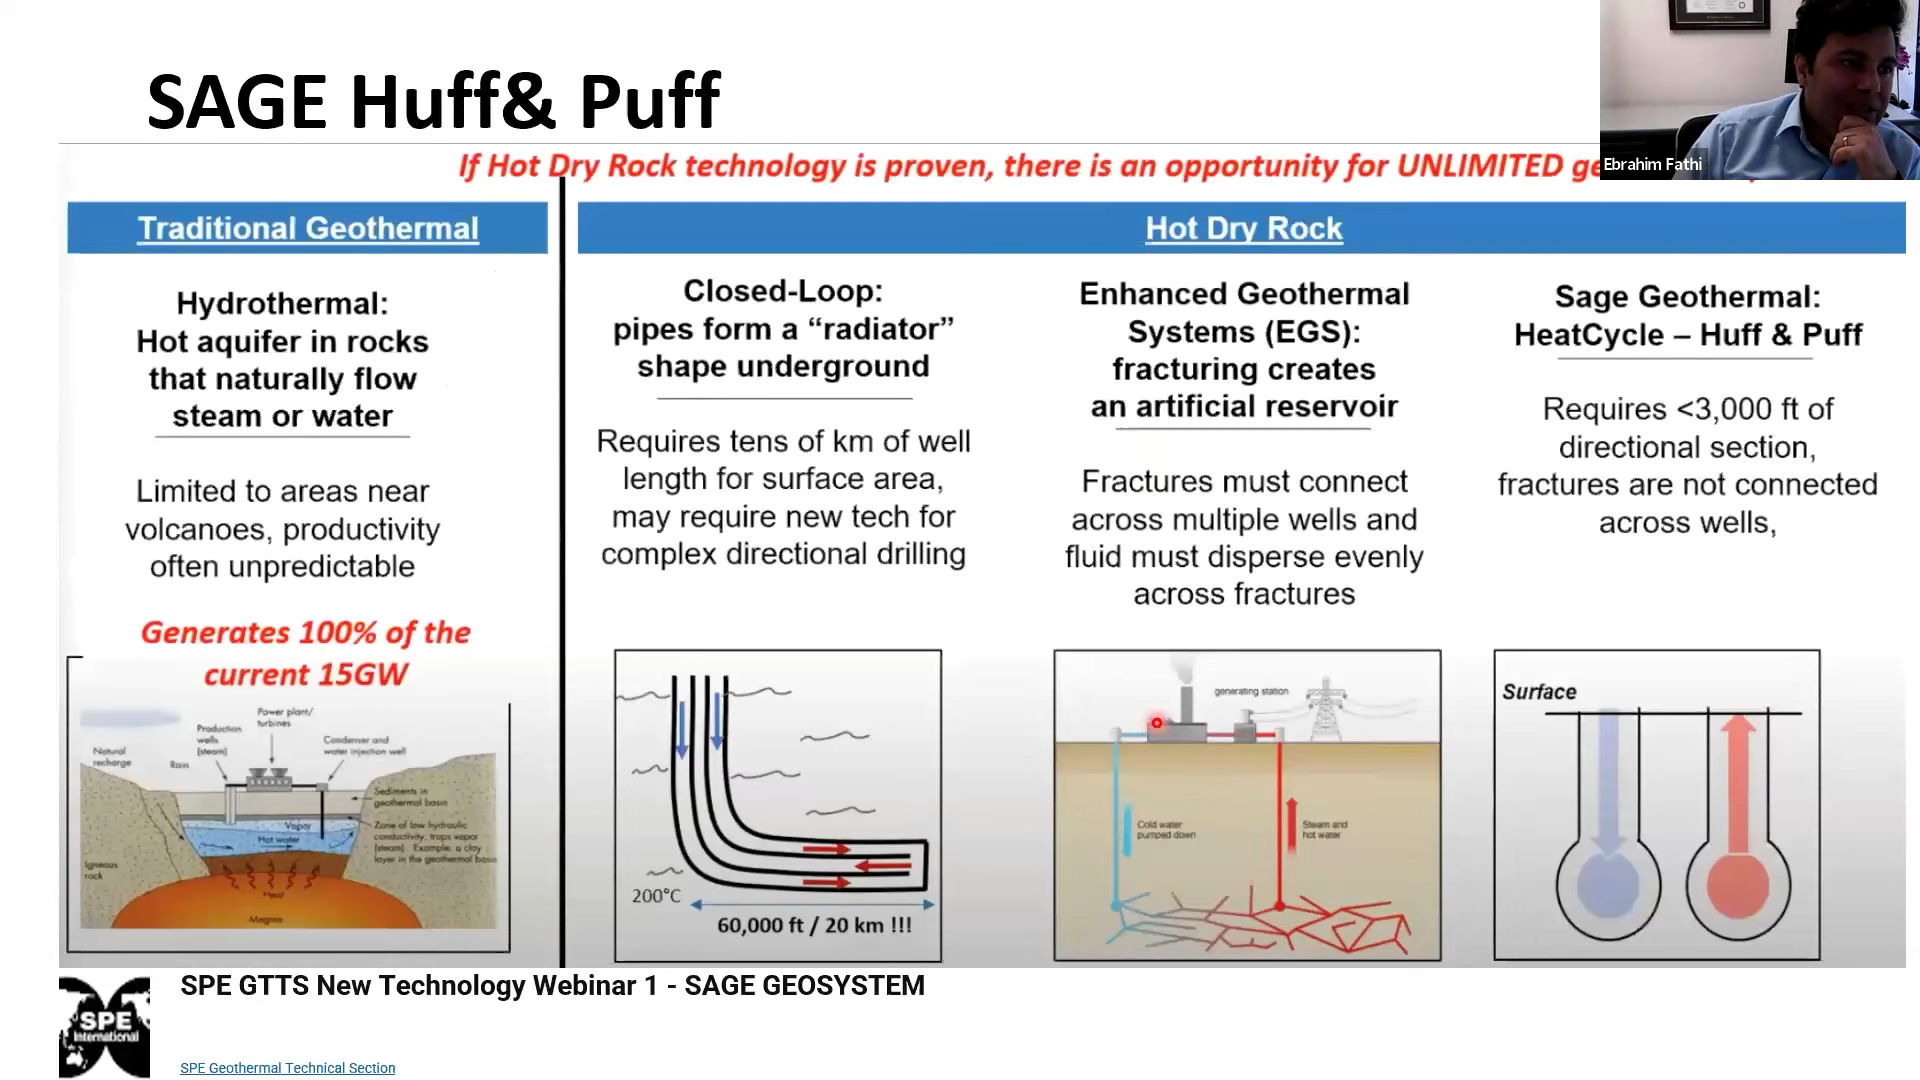 SAGE Huff& Puff
Ebrahim Fathi
If Hot Dry Rock technology is proven, there is an opportunity for UNLIMITED
Traditional Geothermal
Hydrothermal:
Hot aquifer in rocks
that naturally flow
steam or water
Limited to areas near
volcanoes, productivity
often unpredictable
Generates 100% of the
current 15GW
Power plant/
turbines
Production
wells
(steam)
Condenser and
water injection well
Natural
recharge
Rain
Sediments in
geothermal basin
Vapor
Hot water
Zone of low hydraulic
conductivity, traps vapor
(steam). Example, a clay
layer in the geothermal basin
Igneous
rock
Heat
Magma
Hot Dry Rock
Closed-Loop:
pipes form a “radiator”
shape underground
Requires tens of km of well
length for surface area,
may require new tech for
complex directional drilling
200°C
60,000 ft / 20 km !!!
Enhanced Geothermal
Systems (EGS):
fracturing creates
an artificial reservoir
Fractures must connect
across multiple wells and
fluid must disperse evenly
across fractures
generating station
Cold water
pumped down
Steam and
hot water
Sage Geothermal:
HeatCycle – Huff & Puff
Requires <3,000 ft of
directional section,
fractures are not connected
across wells,
Surface
SPE GTTS New Technology Webinar 1 - SAGE GEOSYSTEM
SPE
International
SPE Geothermal Technical Section